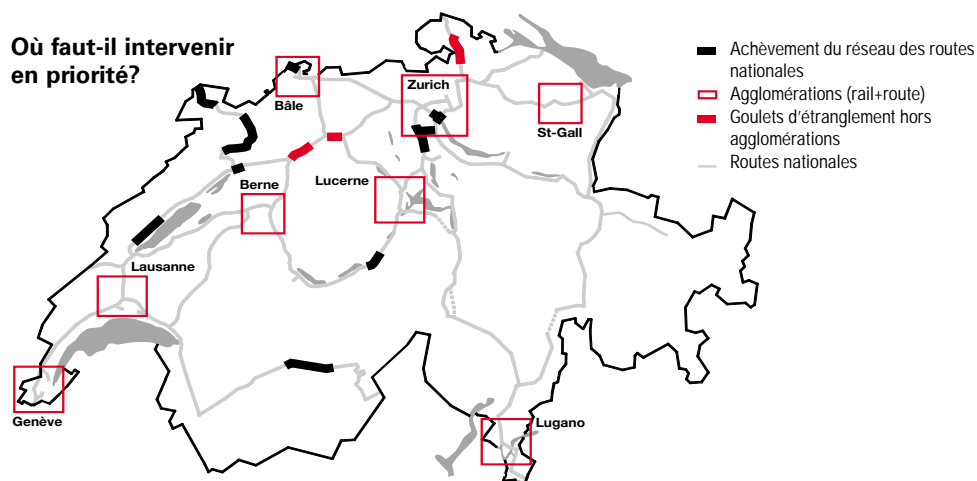 Où faut-il intervenir
en priorité?
Achèvement du réseau des routes
nationales
Agglomérations (rail+route)
Goulets d'étranglement hors
agglomérations
Routes nationales
Zurich
Bâle
St-Gall
Berne
Lucerne
Lausanne
Genève
Lugano